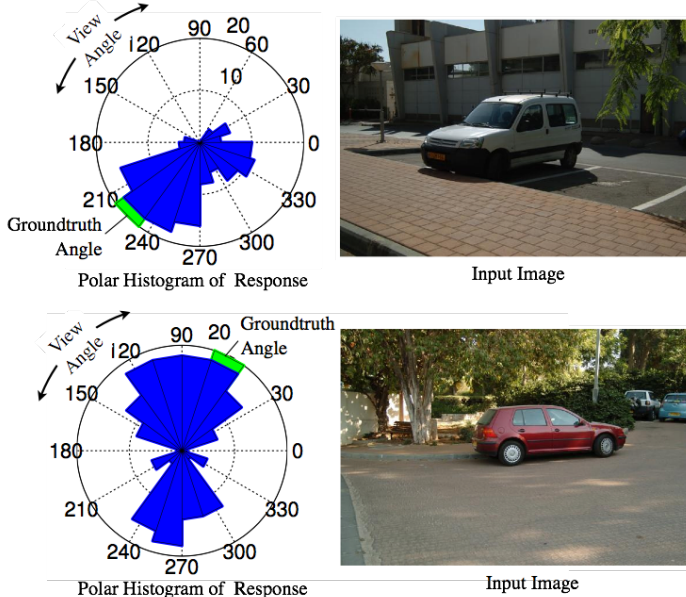 View
Angle
90
20
120
60
150
10
30
180
0
210
330
Groundtruth
Angle
240
300
270
Polar Histogram of Response
Input Image
View
Angle
90
20
Groundtruth
Angle
120
150
30
180
0
210
330
240
300
270
Polar Histogram of Response
Input Image